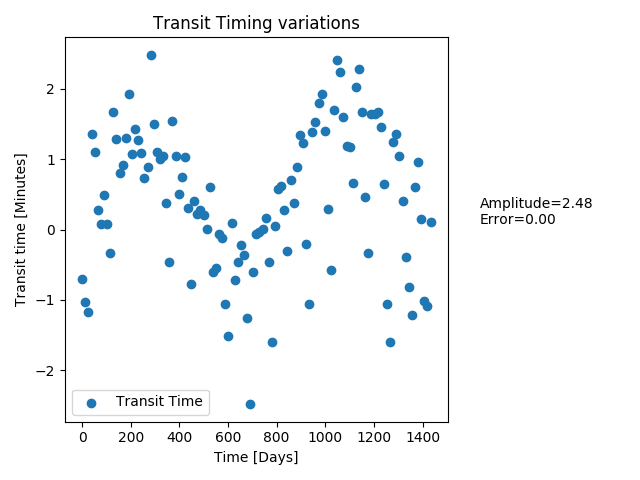 Transit Timing variations
2
1
0
−1
−2
Transit time [Minutes]
Amplitude=2.48
Error=0.00
Transit Time
0 200 400 600 800 1000 1200 1400
Time [Days]